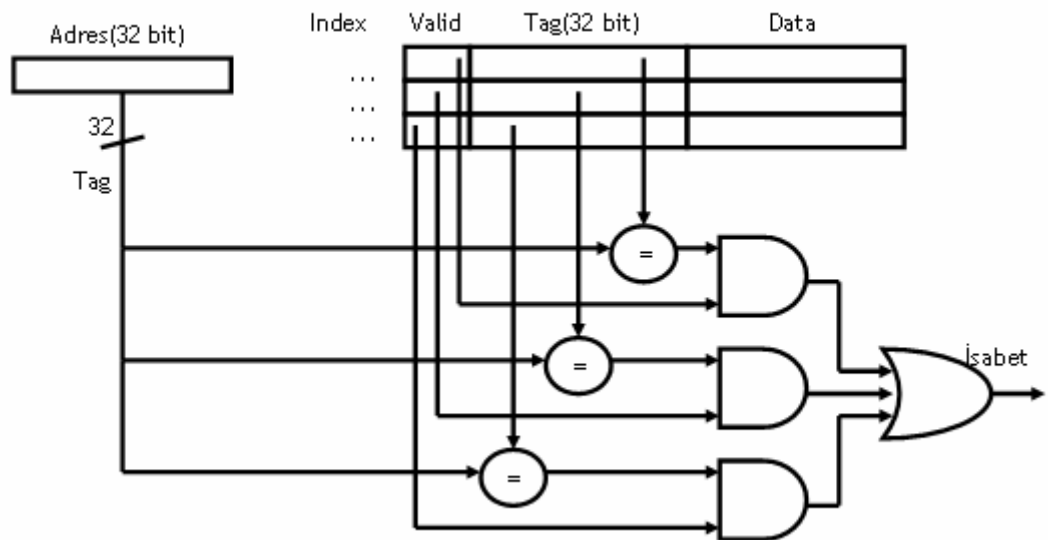 Adres(32 bit)
Index Valid Tag(32 bit) Data
...
...
...
32
Tag
=
=
=
İsabet